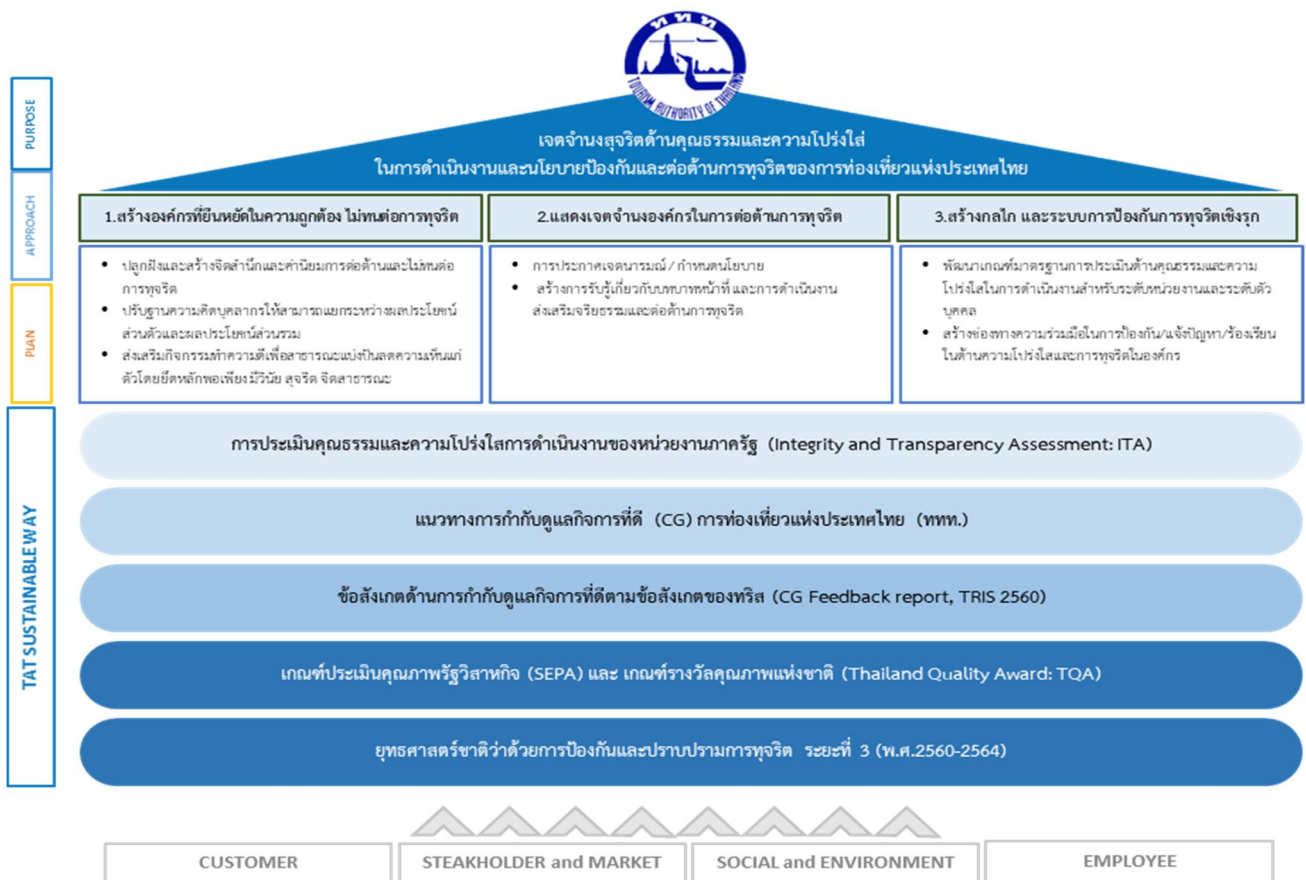 ททท
TOURISM AUTHORITY OF THAILAND
PURPOSE
เจตจำนงสุจริตด้านคุณธรรมและความโปร่งใส่
ในการดำเนินงานและนโยบายป้องกันและต่อต้านการทุจริตของการท่องเที่ยวแห่งประเทศไทย
APPROACH
1.สร้างองค์กรที่ยืนหยัดในความถูกต้อง ไม่ทนต่อการทุจริต
2.แสดงเจตจำนงองค์กรในการต่อต้านการทุจริต
3.สร้างกลไก และระบบการป้องกันการทุจริตเชิงรุก
PLAN
• ปลูกฝังและสร้างจิตสำนึกและค่านิยมการต่อต้านและไม่ทนต่อ
การทุจริต
• ปรับฐานความคิดบุคลากรให้สามารถแยกระหว่างผลประโยชน์
ส่วนตัวและผลประโยชน์ส่วนรวม
• ส่งเสริมกิจกรรมทำความดีเพื่อสาธารณะแบ่งปันลดความเห็นแก่
ตัวโดยยึดหลักพอเพียง มีวินัย สุจริต จิตสาธารณะ
• การประกาศเจตนารมณ์ / กำหนดนโยบาย
• สร้างการรับรู้เกี่ยวกับบทบาทหน้าที่ และการดำเนินงาน
ส่งเสริมจริยธรรมและต่อต้านการทุจริต
• พัฒนาเกณฑ์มาตรฐานการประเมินด้านคุณธรรมและความ
โปร่งใสในการดำเนินงานสำหรับระดับหน่วยงานและระดับตัว
บุคคล
• สร้างช่องทางความร่วมมือในการป้องกัน/แจ้งปัญหา/ร้องเรียน
ในด้านความโปร่งใสและการทุจริตในองค์กร
TAT SUSTAINABLE WAY
การประเมินคุณธรรมและความโปร่งใสการดำเนินงานของหน่วยงานภาครัฐ (Integrity and Transparency Assessment: ITA)
แนวทางการกำกับดูแลกิจการที่ดี (CG) การท่องเที่ยวแห่งประเทศไทย (ททท.)
ข้อสังเกตด้านการกำกับดูแลกิจการที่ดีตามข้อสังเกตของทริส (CG Feedback report, TRIS 2560)
เกณฑ์ประเมินคุณภาพรัฐวิสาหกิจ (SEPA) และ เกณฑ์รางวัลคุณภาพแห่งชาติ (Thailand Quality Award: TQA)
ยุทธศาสตร์ชาติว่าด้วยการป้องกันและปราบปรามการทุจริต ระยะที่ 3 (พ.ศ.2560-2564)
CUSTOMER
STEAKHOLDER and MARKET
SOCIAL and ENVIRONMENT
EMPLOYEE